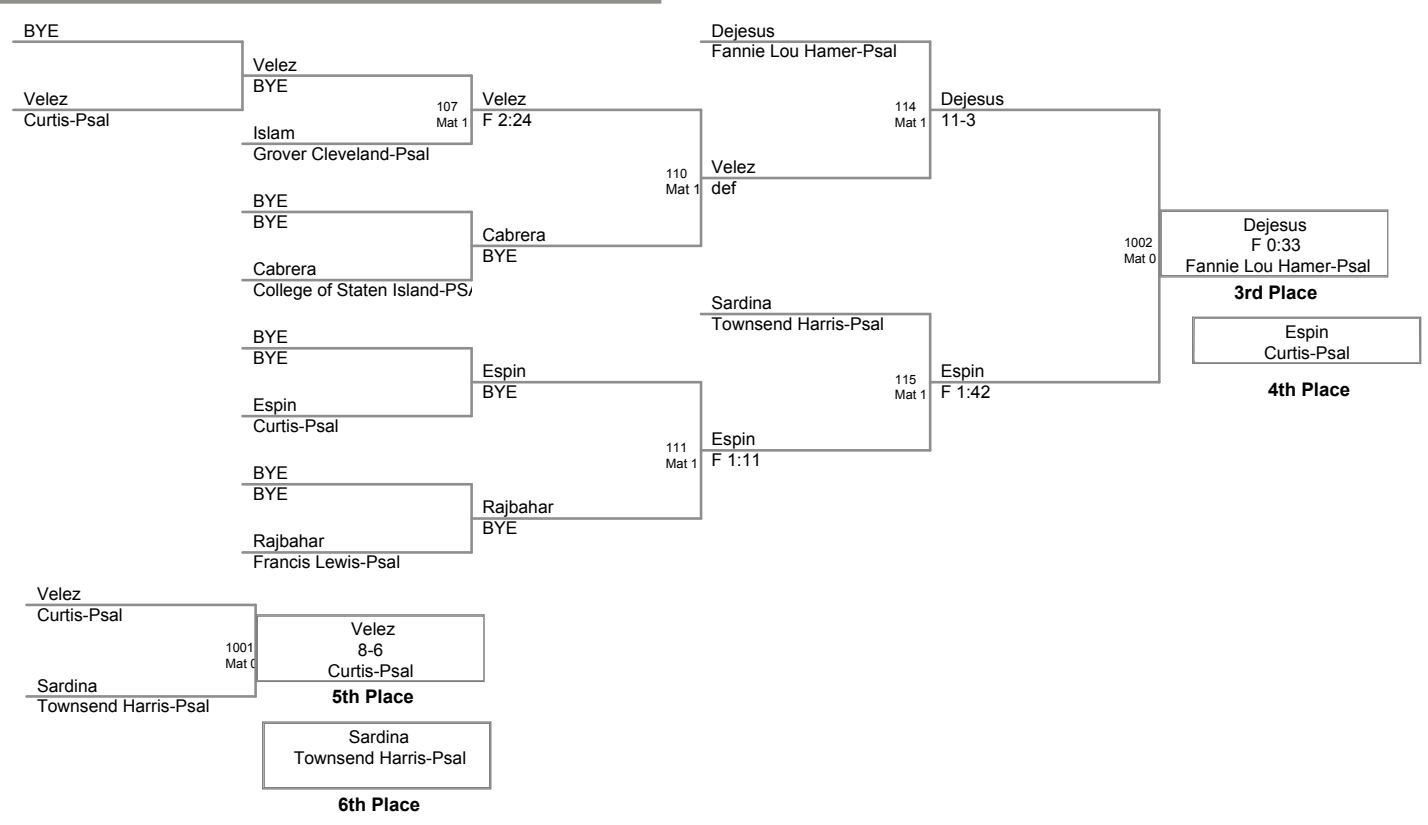 BYE
Velez
Curtis-Psal
Velez
BYE
Islam
Grover Cleveland-Psal
107
Mat 1
Velez
F 2:24
BYE
BYE
Cabrera
College of Staten Island-PSA
Cabrera
BYE
110
Mat 1
Velez
def
Dejesus
Fannie Lou Hamer-Psal
114
Mat 1
Dejesus
11-3
BYE
BYE
Espin
Curtis-Psal
Espin
BYE
BYE
BYE
Rajbahar
Francis Lewis-Psal
Rajbahar
BYE
111
Mat 1
Espin
F 1:11
Sardina
Townsend Harris-Psal
115
Mat 1
Espin
F 1:42
1002
Mat 0
Dejesus
F 0:33
Fannie Lou Hamer-Psal
3rd Place
Espin
Curtis-Psal
4th Place
Velez
Curtis-Psal
Sardina
Townsend Harris-Psal
1001
Mat 0
Velez
8-6
Curtis-Psal
5th Place
Sardina
Townsend Harris-Psal
6th Place